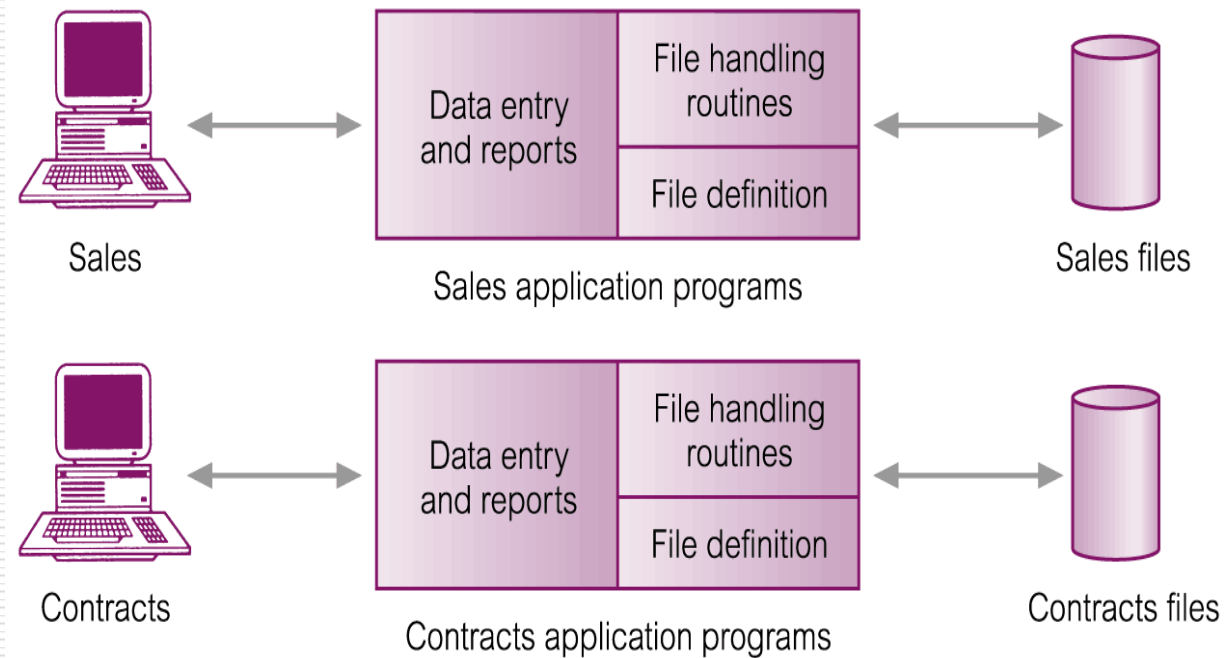 Data entry
and reports
File handling
routines
File definition
Sales
Sales application programs
Sales files
Data entry
and reports
File handling
routines
File definition
Contracts
Contracts application programs
Contracts files